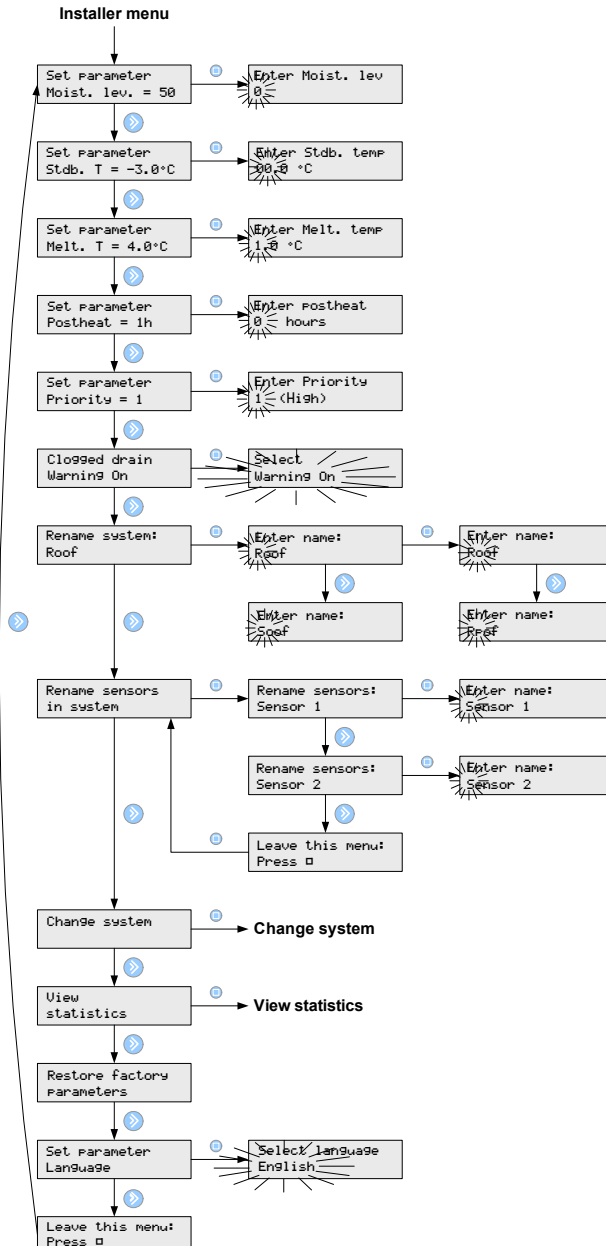 Installer menu
Set parameter
Moist. lev. = 50
Enter Moist. lev
0
Set parameter
Stdb. T = -3.0°C
Enter Stdb. temp
00.0 °C
Set parameter
Melt. T = 4.0°C
Enter Melt. temp
1.0 °C
Set parameter
Postheat = 1h
Enter postheat
0 hours
Set parameter
Priority = 1
Enter Priority
1 (High)
Clogged drain
Warning On
Select
Warning On
Rename system:
Roof
Enter name:
Roof
Enter name:
Roof
Enter name:
Soof
Enter name:
Rpof
Rename sensors
in system
Rename sensors:
Sensor 1
Enter name:
Sensor 1
Rename sensors:
Sensor 2
Enter name:
Sensor 2
Leave this menu:
Press □
Change system
Change system
View
statistics
View statistics
Restore factory
parameters
Set parameter
Language
Select language
English
Leave this menu:
Press □